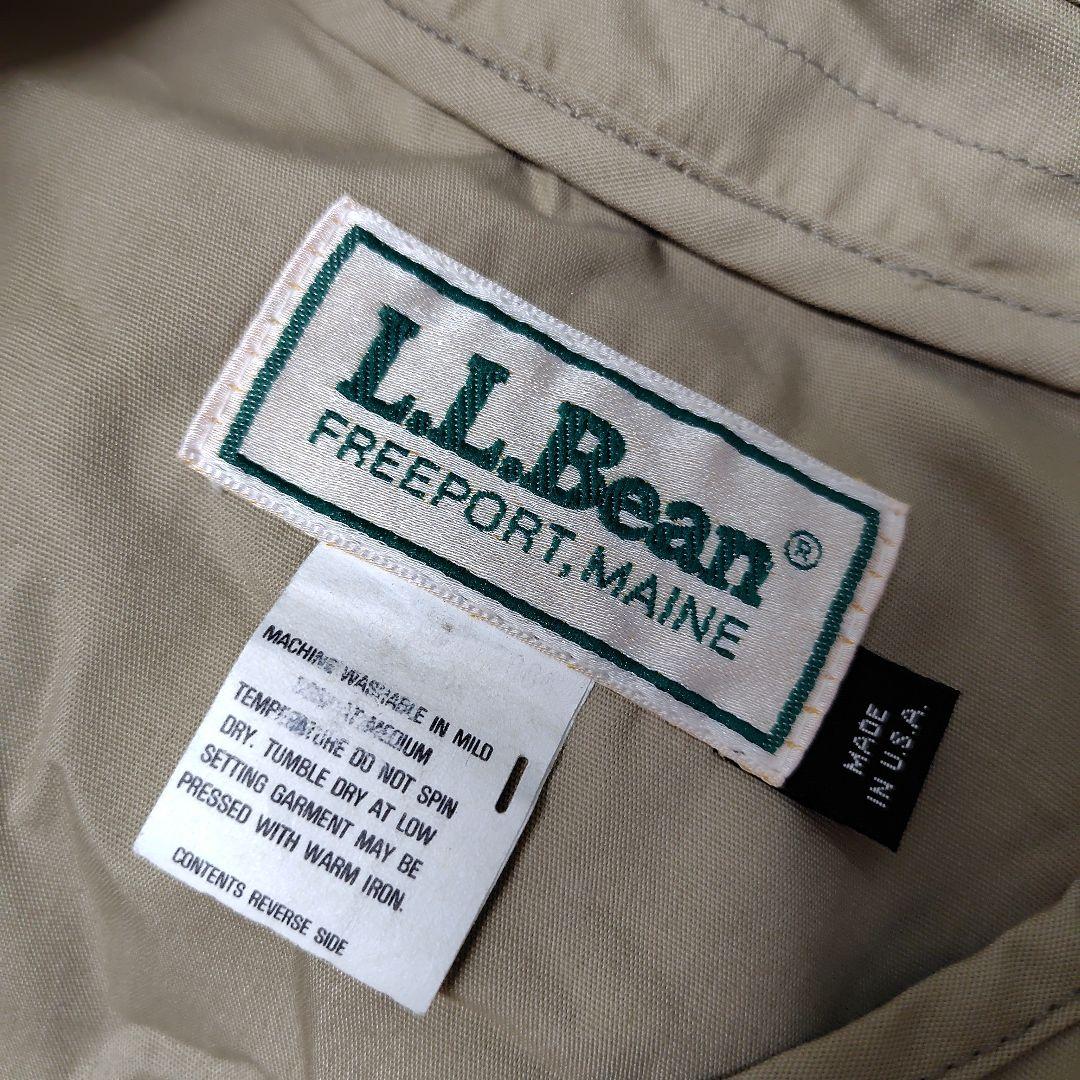 L.L.Bean®
FREEPORT, MAINE
MADE
IN U.S.A.
MACHINE WASHABLE IN MILD
AT MEDIUM
TEMPERATURE DO NOT SPIN
DRY. TUMBLE DRY AT LOW
SETTING GARMENT MAY BE
PRESSED WITH WARM IRON.
CONTENTS REVERSE SIDE